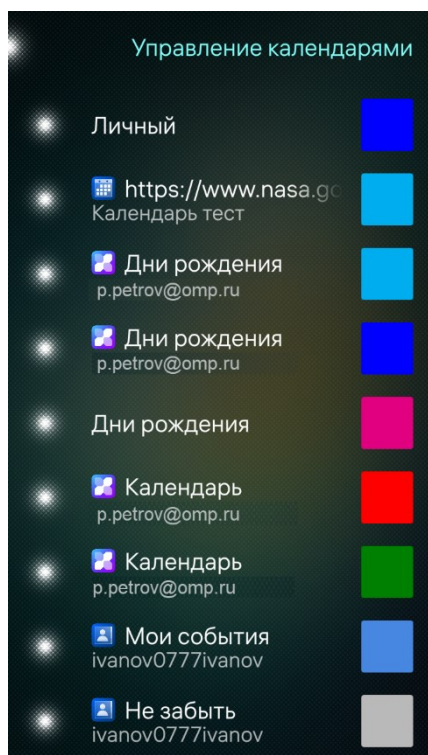 Управление календарями
Личный
https://www.nasa.go
Календарь тест
Дни рождения
p.petrov@omp.ru
Дни рождения
p.petrov@omp.ru
Дни рождения
Календарь
p.petrov@omp.ru
Календарь
p.petrov@omp.ru
Мои события
ivanov0777ivanov
Не забыть
ivanov0777ivanov